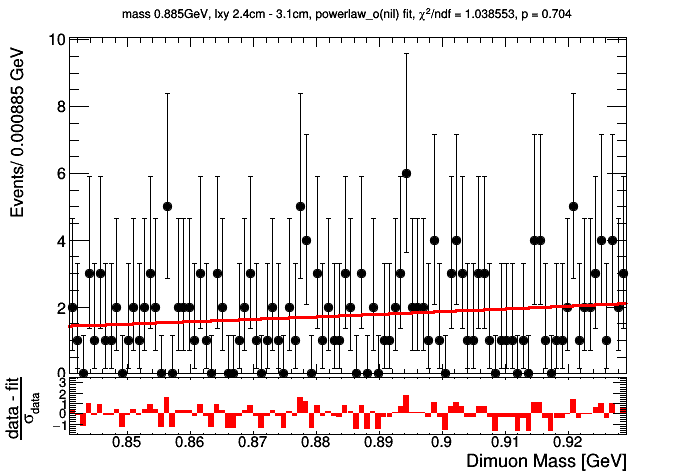 mass 0.885GeV, lxy 2.4cm - 3.1cm, powerlaw_o(nil) fit, χ²/ndf = 1.038553, p = 0.704
Events/ 0.000885 GeV
10
8
6
4
2
0
data - fit
σdata
3
2
1
0
−1
0.85 0.86 0.87 0.88 0.89 0.9 0.91 0.92
Dimuon Mass [GeV]